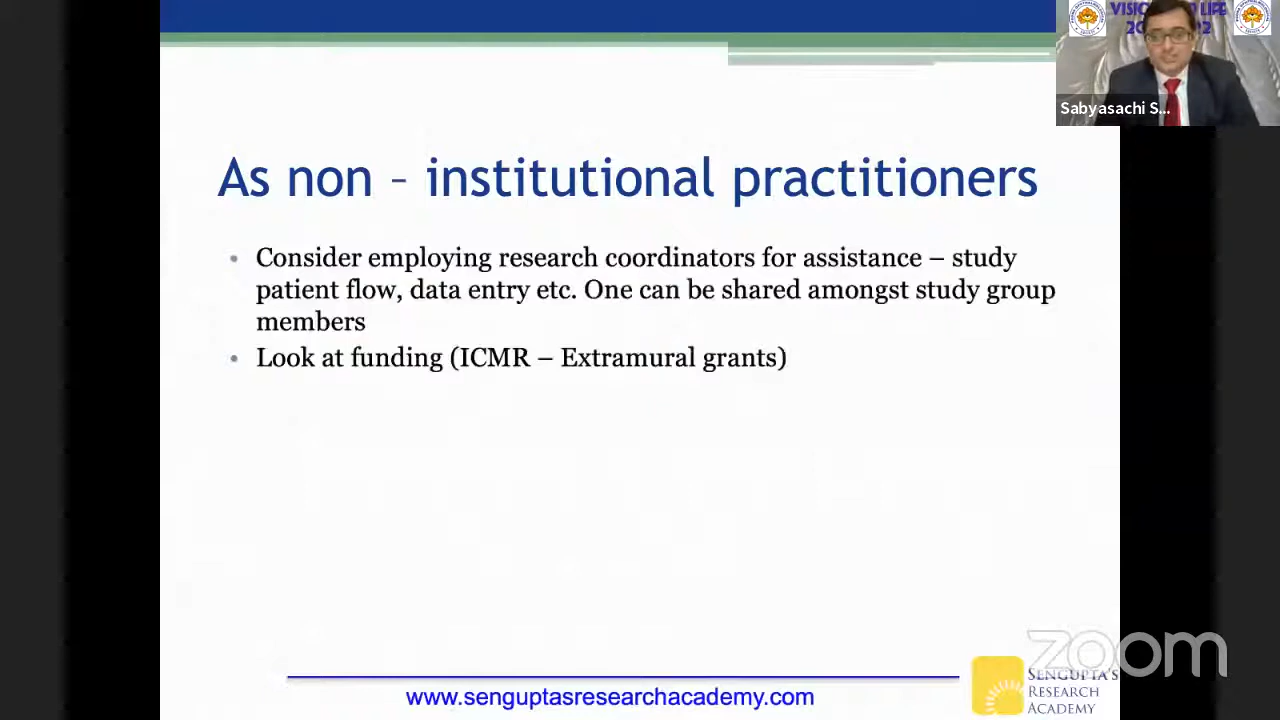 As non – institutional practitioners
• Consider employing research coordinators for assistance – study
patient flow, data entry etc. One can be shared amongst study group
members
• Look at funding (ICMR – Extramural grants)
Sabyasachi S...
zoom
www.senguptasresearchacademy.com
SENGUPTA'S
RESEARCH
ACADEMY